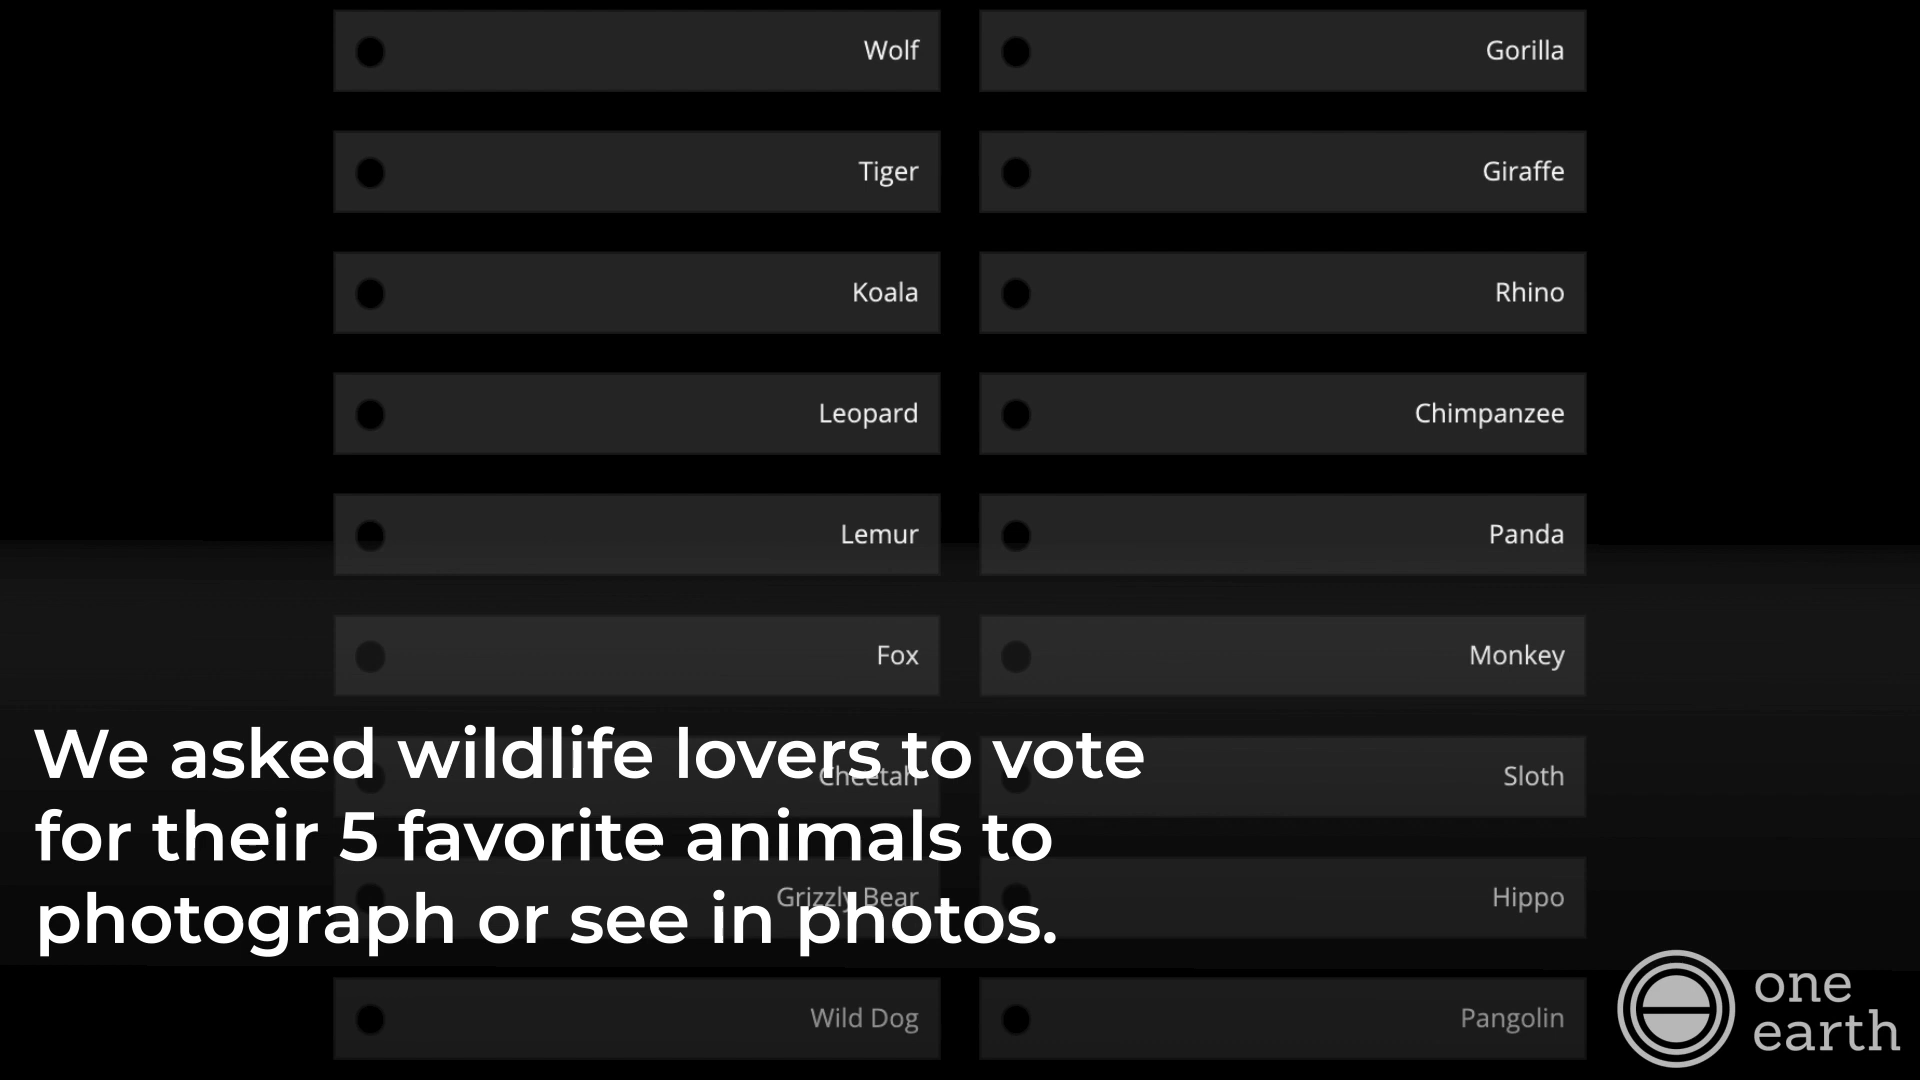 Wolf
Gorilla
Tiger
Giraffe
Koala
Rhino
Leopard
Chimpanzee
Lemur
Panda
Fox
Monkey
Cheetah
Sloth
Grizzly Bear
Hippo
Wild Dog
Pangolin
We asked wildlife lovers to vote
for their 5 favorite animals to
photograph or see in photos.
one
earth